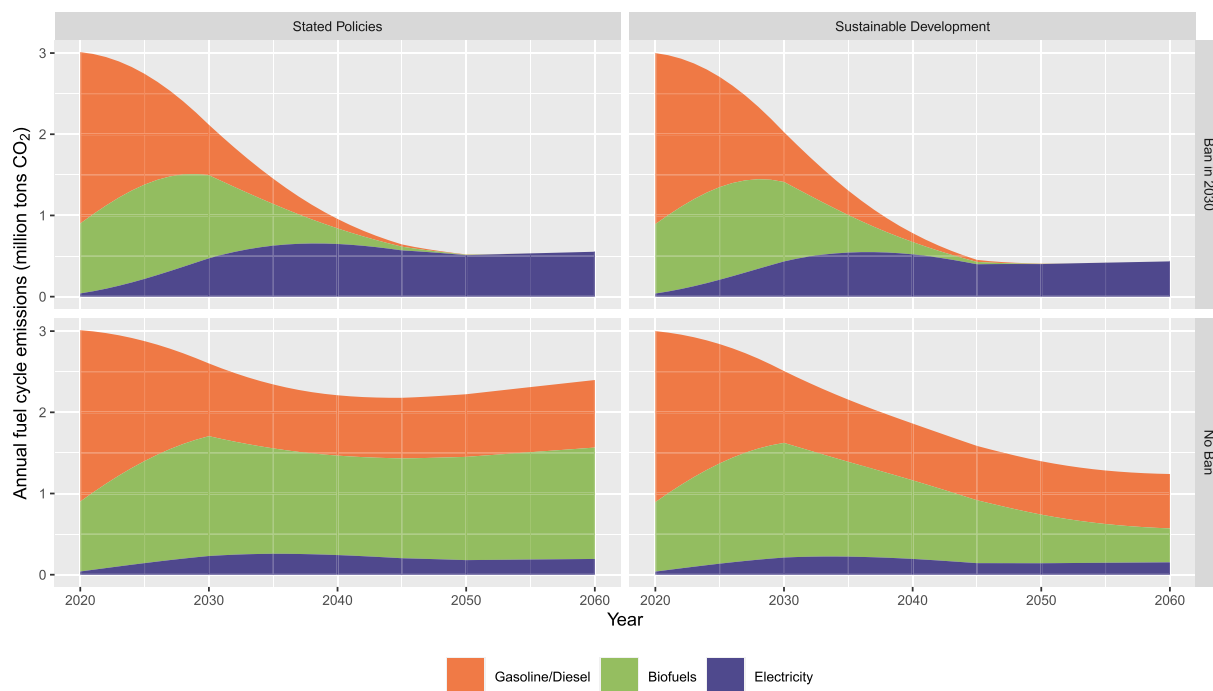 Stated Policies
Sustainable Development
Annual fuel cycle emissions (million tons CO2)
3
2
1
0
Ban in 2030
3
2
1
0
No Ban
2020
2030
2040
2050
2060
2020
2030
2040
2050
2060
Year
Gasoline/Diesel
Biofuels
Electricity